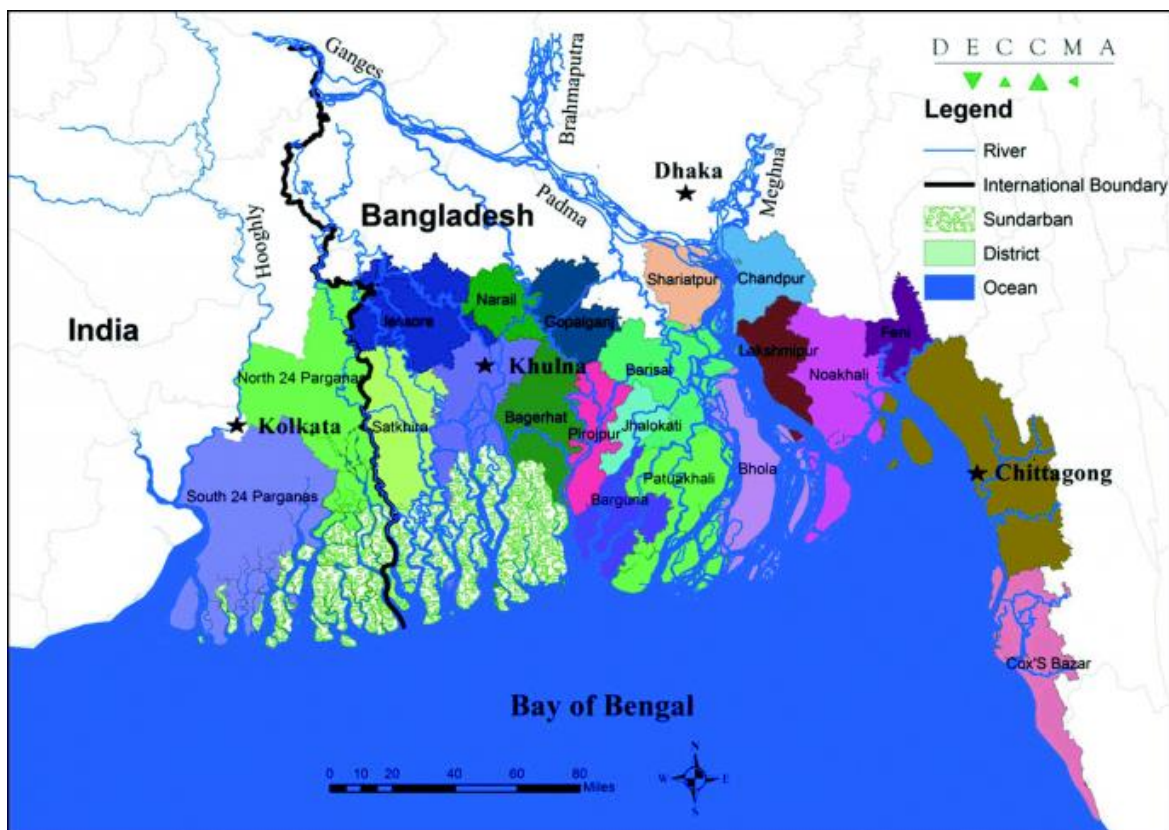 DECCMA
Legend
River
International Boundary
Sundarban
District
Ocean
Ganges
Brahmaputra
Dhaka
Meghna
Padma
Bangladesh
Hooghly
India
Shariatpur
Chandpur
Narail
Jessore
Gopalganj
Feni
Lakshmipur
Khulna
Barisal
Noakhali
North 24 Parganas
Kolkata
Satkhira
Bagerhat
Pirojpur
Jhalokati
Bhola
Patuakhali
Chittagong
South 24 Parganas
Barguna
Cox'S Bazar
Bay of Bengal
0 10 20 40 60 80
Miles
N
W E
S